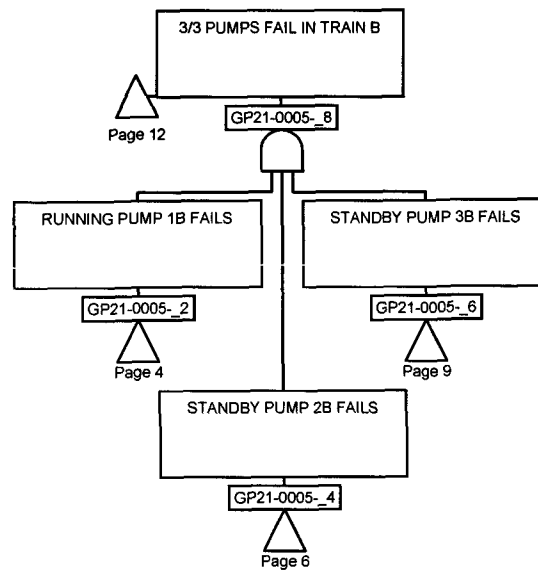 3/3 PUMPS FAIL IN TRAIN B
Page 12
GP21-0005-_8
RUNNING PUMP 1B FAILS
STANDBY PUMP 3B FAILS
GP21-0005-_2
GP21-0005-_6
Page 4
Page 9
STANDBY PUMP 2B FAILS
GP21-0005-_4
Page 6